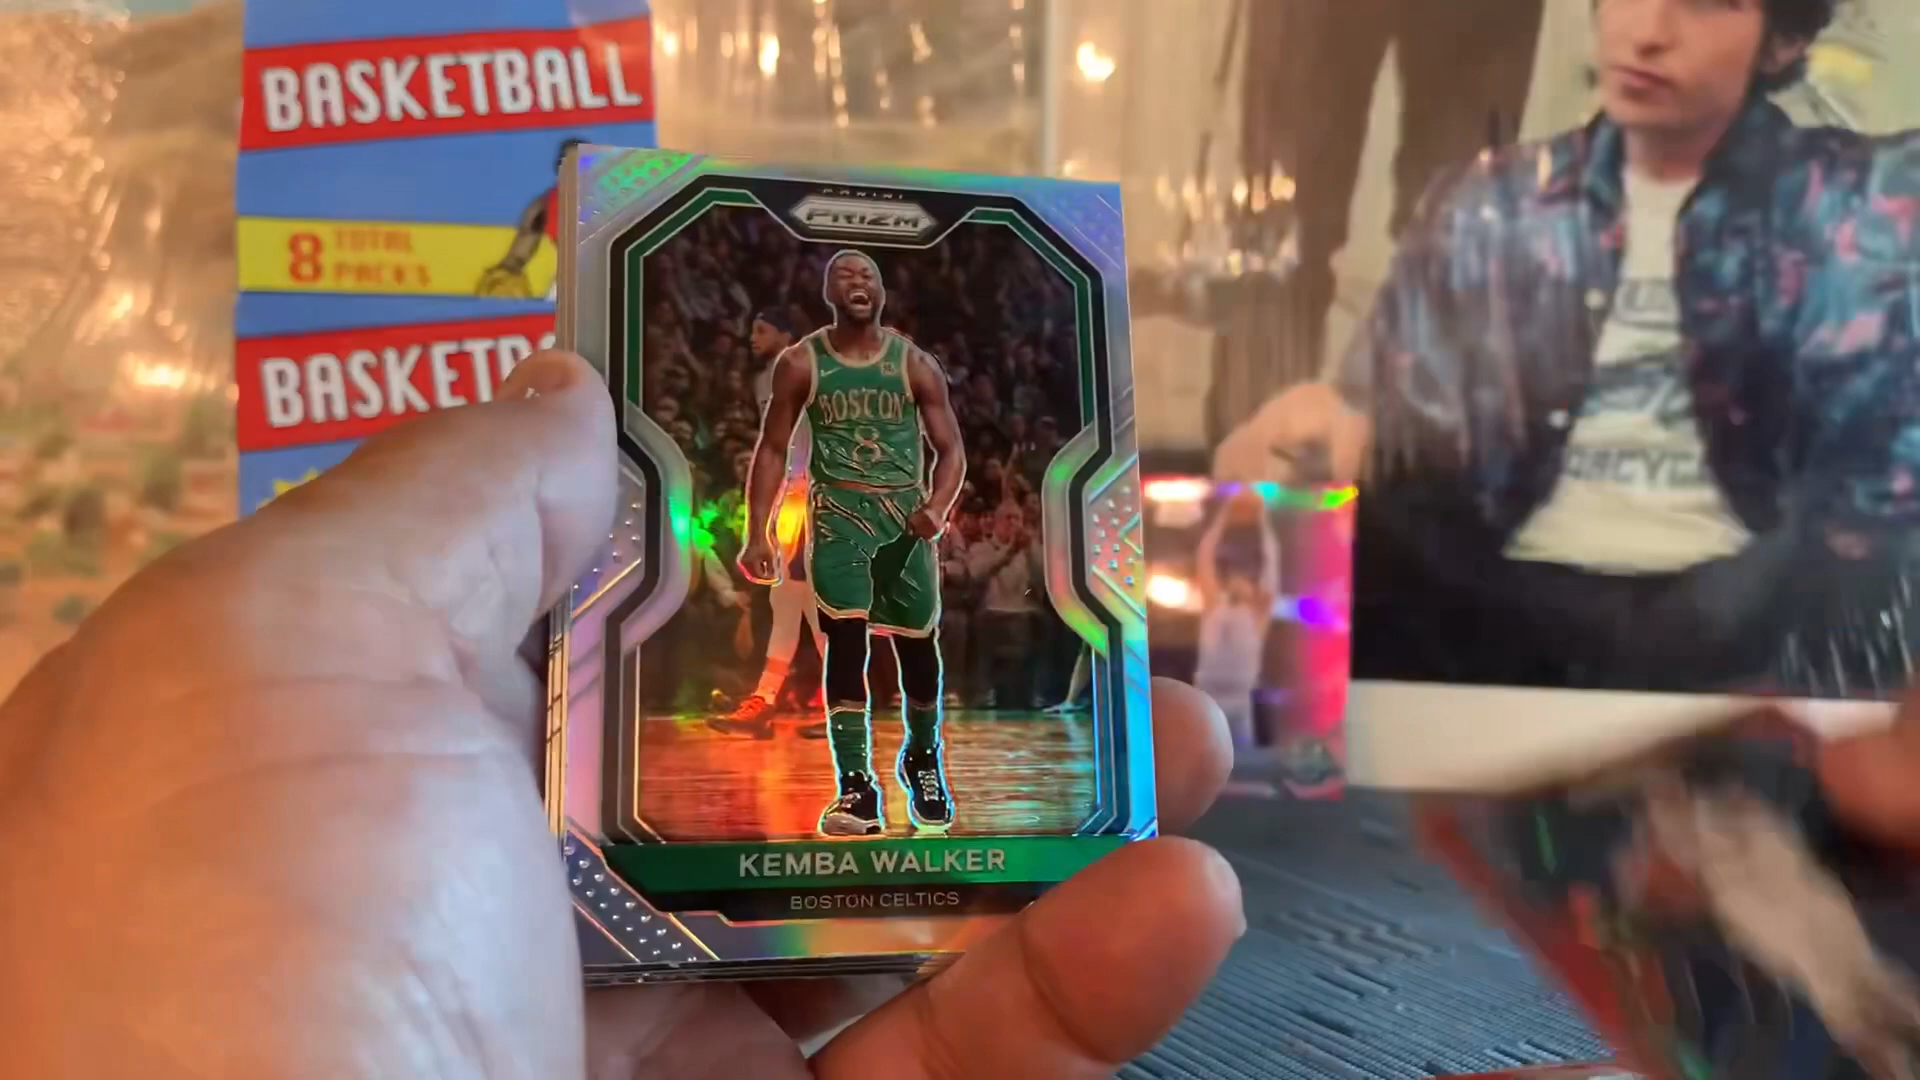 BASKETBALL
8 TOTAL
PACKS
BASKETB
PANINI
PRIZM
BOSTON
8
KEMBA WALKER
BOSTON CELTICS